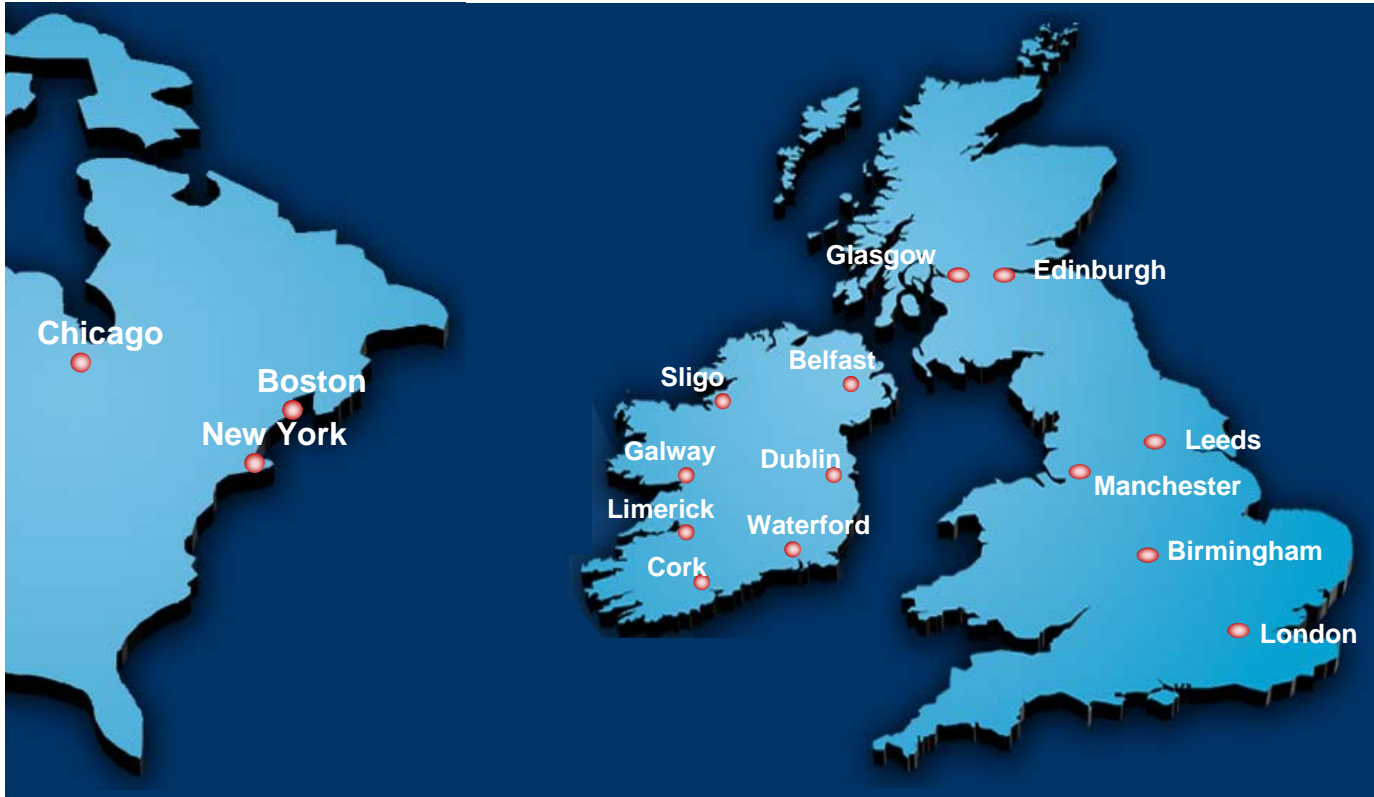 Chicago
Boston
New York
Glasgow
Edinburgh
Belfast
Sligo
Galway
Dublin
Limerick
Waterford
Cork
Leeds
Manchester
Birmingham
London